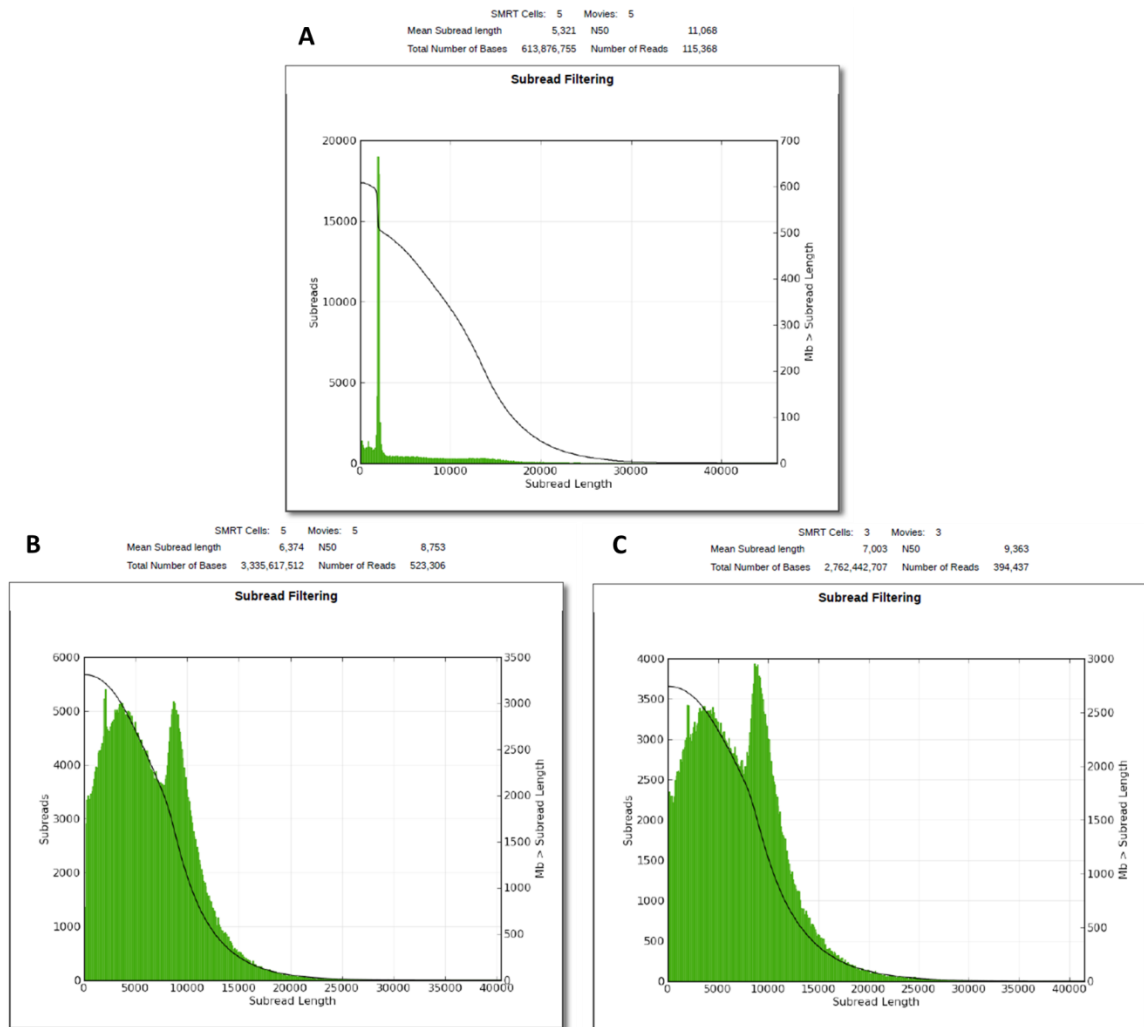 SMRT Cells: 5 Movies: 5
A
Mean Subread length 5,321 N50 11,068
Total Number of Bases 613,876,755 Number of Reads 115,368
Subread Filtering
20000
15000
10000
5000
0
Subreads
700
600
500
400
300
200
100
0
Mb > Subread Length
0 10000 20000 30000 40000
Subread Length
B
SMRT Cells: 5 Movies: 5
Mean Subread length 6,374 N50 8,753
Total Number of Bases 3,335,617,512 Number of Reads 523,306
Subread Filtering
6000
5000
4000
3000
2000
1000
0
Subreads
3500
3000
2500
2000
1500
1000
500
0
Mb > Subread Length
0 5000 10000 15000 20000 25000 30000 35000 40000
Subread Length
C
SMRT Cells: 3 Movies: 3
Mean Subread length 7,003 N50 9,363
Total Number of Bases 2,762,442,707 Number of Reads 394,437
Subread Filtering
4000
3500
3000
2500
2000
1500
1000
500
0
Subreads
3000
2500
2000
1500
1000
500
0
Mb > Subread Length
0 5000 10000 15000 20000 25000 30000 35000 40000
Subread Length